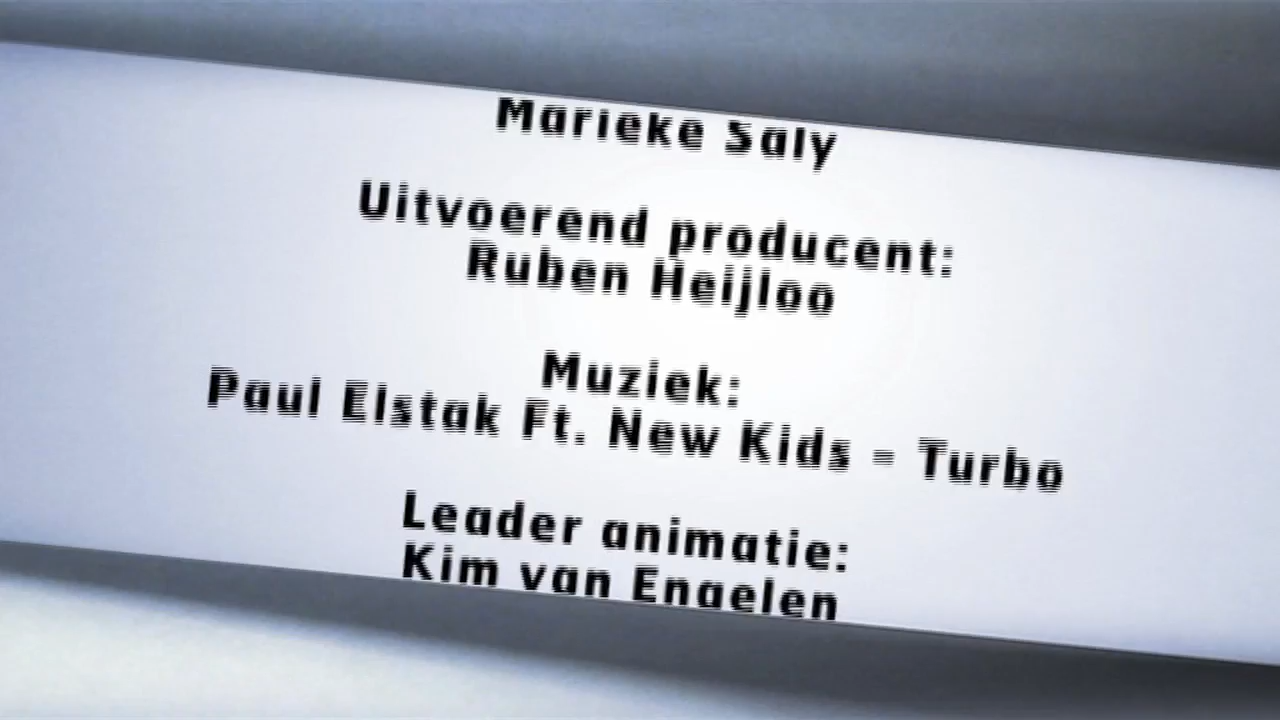 Marieke Saly
Uitvoerend producent:
Ruben Heijloo
Muziek:
Paul Elstak Ft. New Kids - Turbo
Leader animatie:
Kim van Engelen